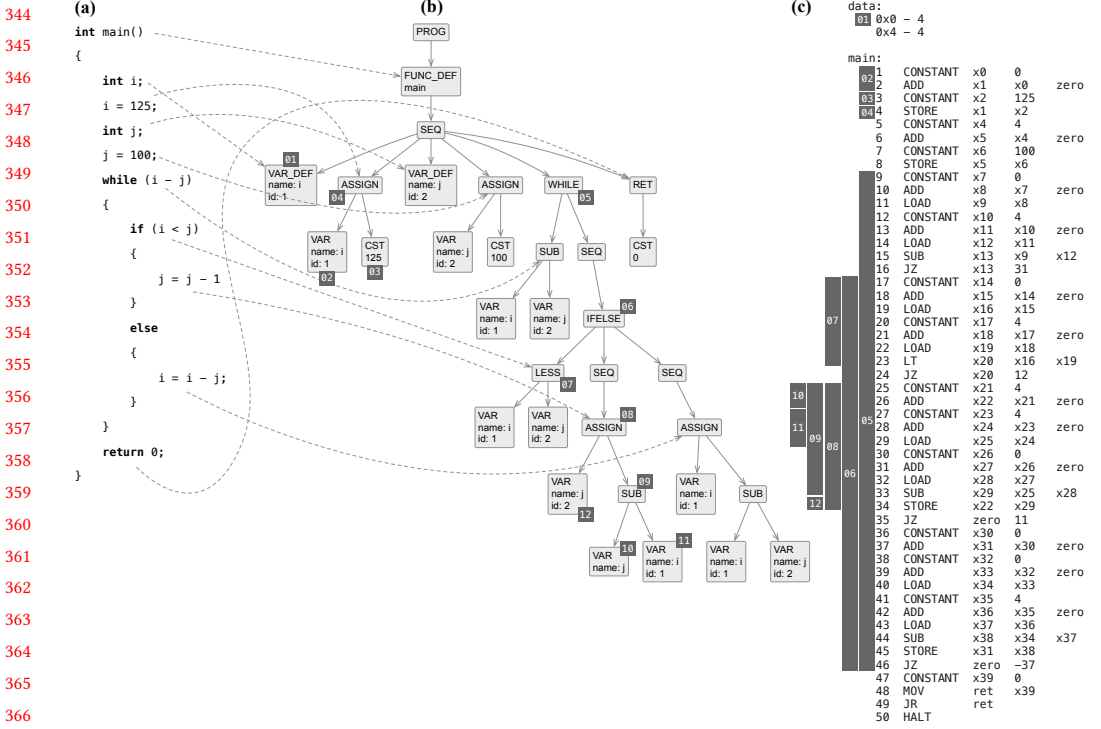 344
345
346
347
348
349
350
351
352
353
354
355
356
357
358
359
360
361
362
363
364
365
366
(a)
int main()
{
int i;
i = 125;
int j;
j = 100;
while (i – j)
{
if (i < j)
{
j = j – 1
}
else
{
i = i – j;
}
}
return 0;
}
(b)
PROG
FUNC_DEF
main
SEQ
01
VAR_DEF
name: i
id: 1
04
ASSIGN
VAR_DEF
name: j
id: 2
ASSIGN
WHILE
05
RET
VAR
name: i
id: 1
02
CST
125
03
VAR
name: j
id: 2
CST
100
SUB
SEQ
CST
0
VAR
name: i
id: 1
VAR
name: j
id: 2
06
IFELSE
LESS
07
SEQ
SEQ
VAR
name: i
id: 1
VAR
name: j
id: 2
08
ASSIGN
ASSIGN
VAR
name: j
id: 2
12
09
SUB
VAR
name: i
id: 1
SUB
10
VAR
name: j
11
VAR
name: i
id: 1
VAR
name: i
id: 1
VAR
name: j
id: 2
(c)
data:
01 0x0 – 4
0x4 – 4
main:
02
03
04
05
06
07
08
09
10
11
12
1 CONSTANT x0 0
2 ADD x1 x0 zero
3 CONSTANT x2 125
4 STORE x1 x2
5 CONSTANT x4 4
6 ADD x5 x4 zero
7 CONSTANT x6 100
8 STORE x5 x6
9 CONSTANT x7 0
10 ADD x8 x7 zero
11 LOAD x9 x8
12 CONSTANT x10 4
13 ADD x11 x10 zero
14 LOAD x12 x11
15 SUB x13 x9 x12
16 JZ x13 31
17 CONSTANT x14 0
18 ADD x15 x14 zero
19 LOAD x16 x15
20 CONSTANT x17 4
21 ADD x18 x17 zero
22 LOAD x19 x18
23 LT x20 x16 x19
24 JZ x20 12
25 CONSTANT x21 4
26 ADD x22 x21 zero
27 CONSTANT x23 4
28 ADD x24 x23 zero
29 LOAD x25 x24
30 CONSTANT x26 0
31 ADD x27 x26 zero
32 LOAD x28 x27
33 SUB x29 x25 x28
34 STORE x22 x29
35 JZ zero 11
36 CONSTANT x30 0
37 ADD x31 x30 zero
38 CONSTANT x32 0
39 ADD x33 x32 zero
40 LOAD x34 x33
41 CONSTANT x35 4
42 ADD x36 x35 zero
43 LOAD x37 x36
44 SUB x38 x34 x37
45 STORE x31 x38
46 JZ zero –37
47 CONSTANT x39 0
48 MOV ret x39
49 JR ret
50 HALT